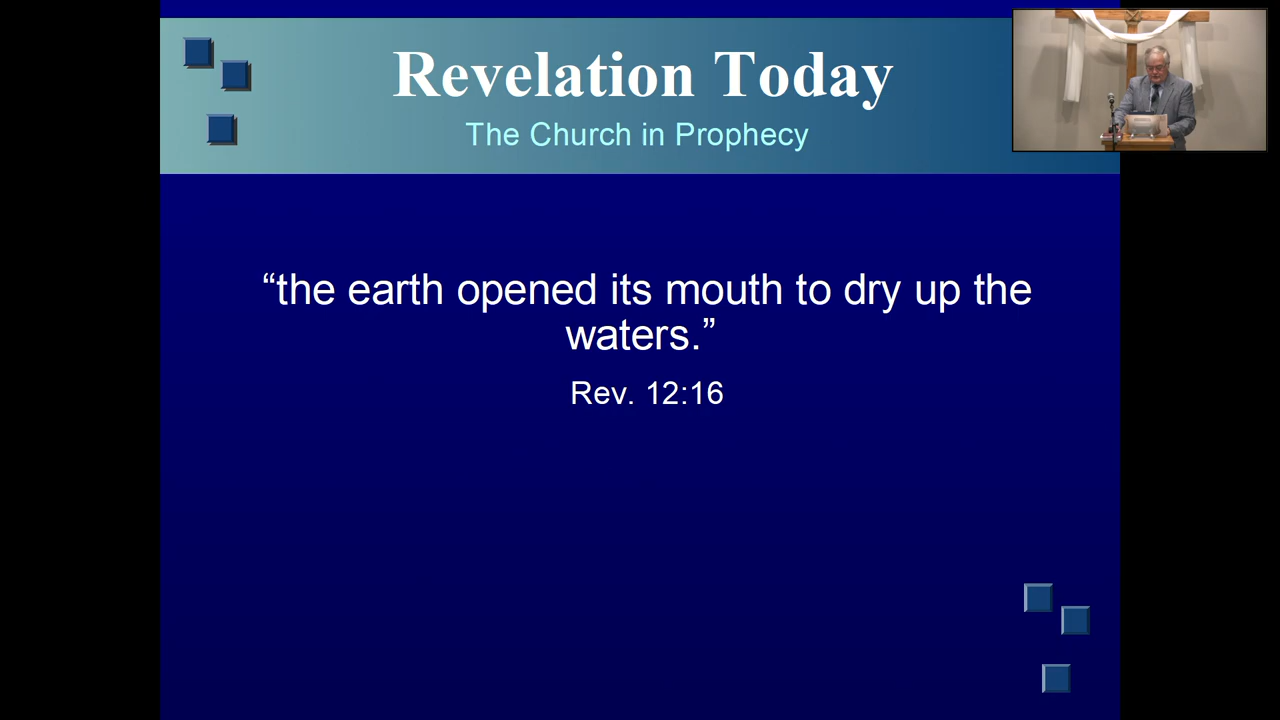 Revelation Today
The Church in Prophecy
“the earth opened its mouth to dry up the
waters.”
Rev. 12:16